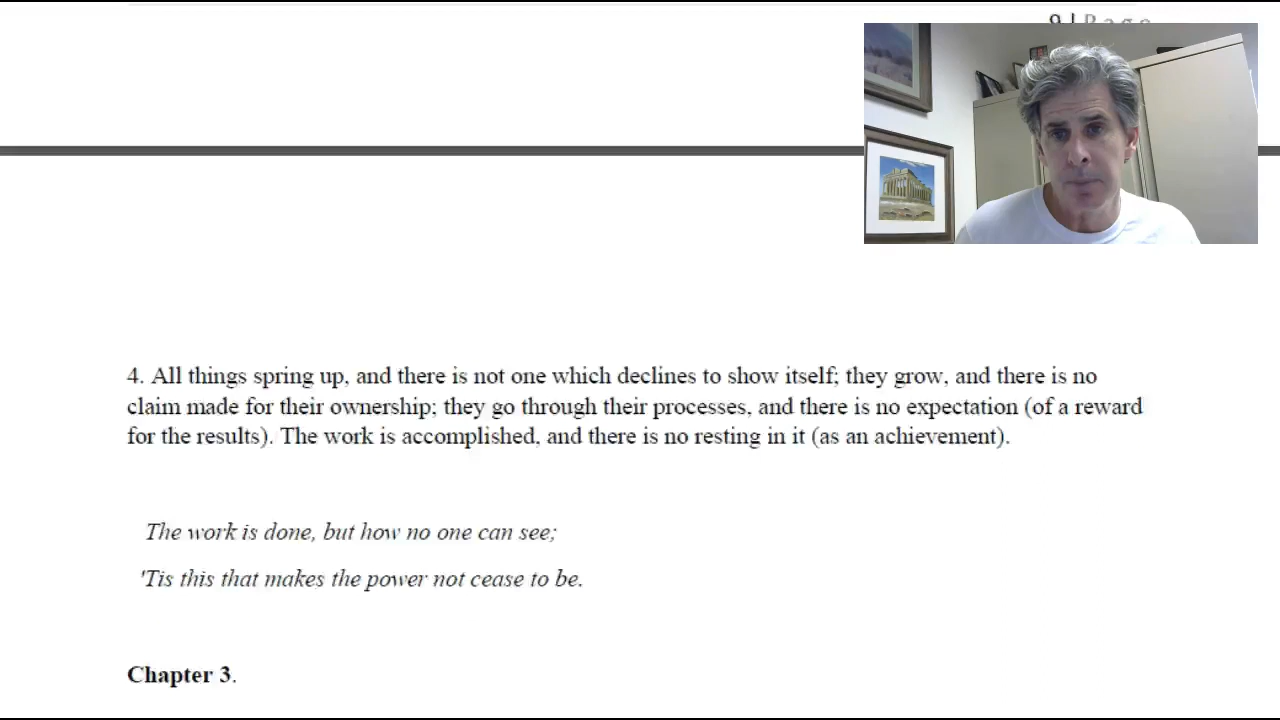 4. All things spring up, and there is not one which declines to show itself; they grow, and there is no
claim made for their ownership; they go through their processes, and there is no expectation (of a reward
for the results). The work is accomplished, and there is no resting in it (as an achievement).
The work is done, but how no one can see;
'Tis this that makes the power not cease to be.
Chapter 3.